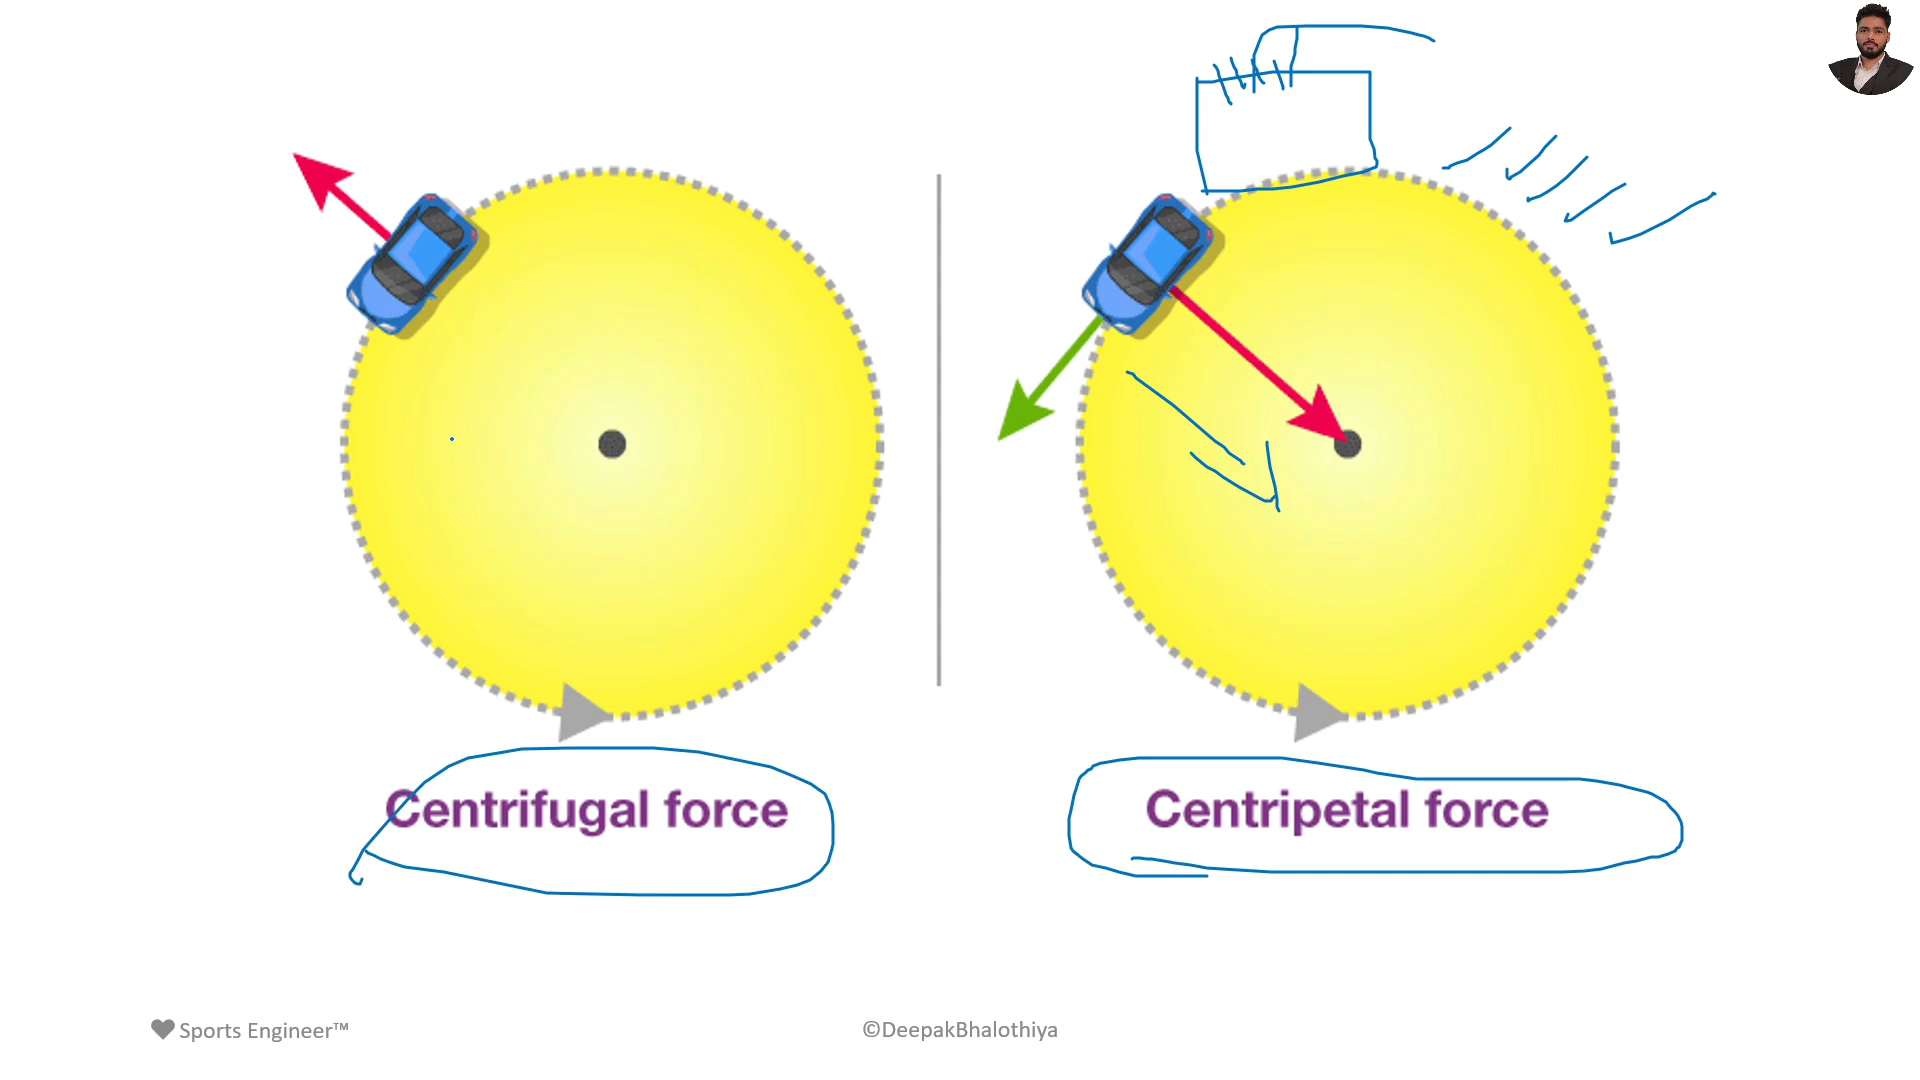 Centrifugal force
Centripetal force
Sports Engineer™
©DeepakBhalothiya